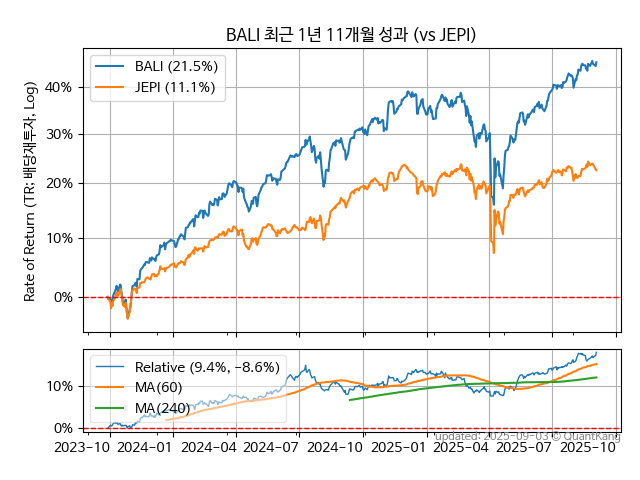 BALI 최근 1년 11개월 성과 (vs JEPI)
Rate of Return (TR: 배당재투자, Log)
BALI (21.5%)
JEPI (11.1%)
40%
30%
20%
10%
0%
Relative (9.4%, −8.6%)
MA(60)
MA(240)
10%
0%
2023-10 2024-01 2024-04 2024-07 2024-10 2025-01 2025-04 2025-07 2025-10
updated: 2025-09-03 © QuantKang